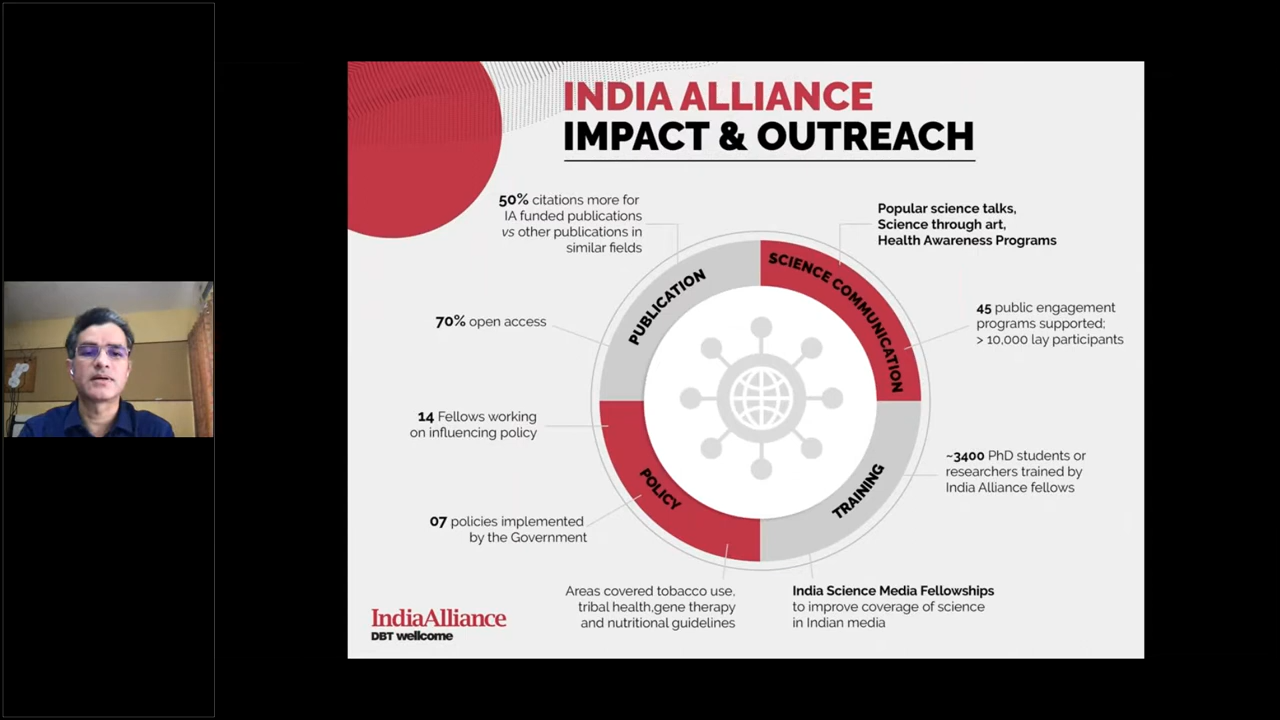 INDIA ALLIANCE
IMPACT & OUTREACH
50% citations more for
IA funded publications
vs other publications in
similar fields
70% open access
14 Fellows working
on influencing policy
07 policies implemented
by the Government
Areas covered tobacco use,
tribal health,gene therapy
and nutritional guidelines
PUBLICATION
SCIENCE COMMUNICATION
POLICY
TRAINING
Popular science talks,
Science through art,
Health Awareness Programs
45 public engagement
programs supported;
> 10,000 lay participants
~3400 PhD students or
researchers trained by
India Alliance fellows
India Science Media Fellowships
to improve coverage of science
in Indian media
IndiaAlliance
DBT wellcome